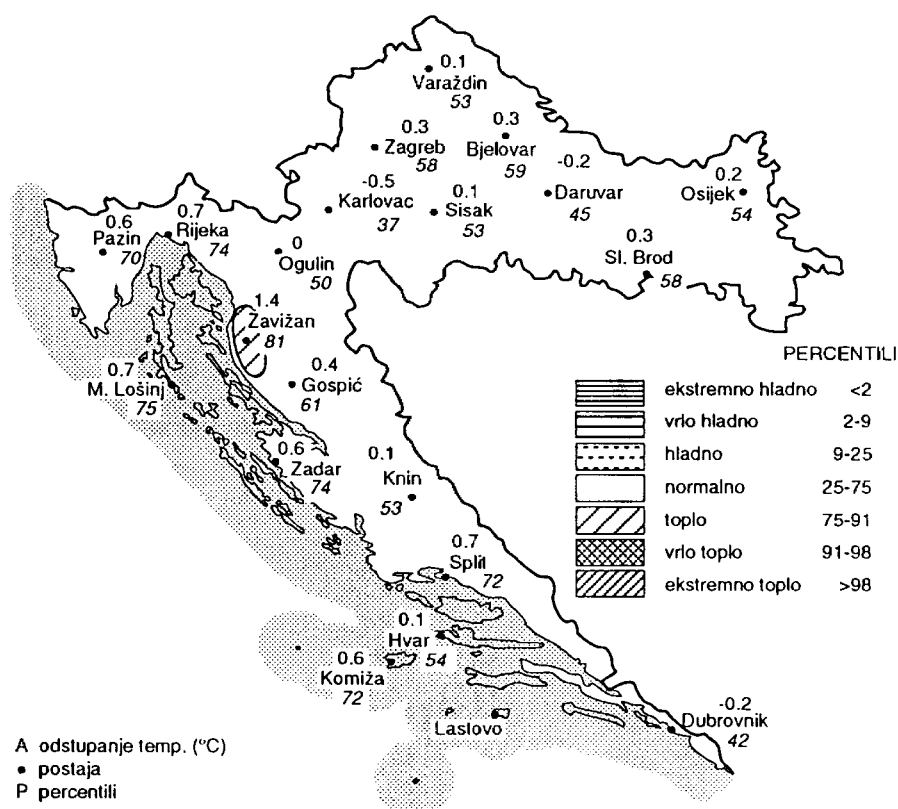 0.1
Varaždin
53
0.3
Zagreb
58
0.3
Bjelovar
59
-0.2
Daruvar
45
0.2
Osijek
54
-0.5
Karlovac
37
0.1
Sisak
53
0.6
Pazin
70
0.7
Rijeka
74
0
Ogulin
50
0.3
Sl. Brod
58
1.4
Zavižan
81
0.7
M. Lošinj
75
0.4
Gospić
61
0.6
Zadar
74
0.1
Knin
53
0.7
Split
72
0.1
Hvar
54
0.6
Komiža
72
Lastovo
-0.2
Dubrovnik
42
PERCENTILI
ekstremno hladno <2
vrlo hladno 2-9
hladno 9-25
normalno 25-75
toplo 75-91
vrlo toplo 91-98
ekstremno toplo >98
A odstupanje temp. (°C)
• postaja
P percentili